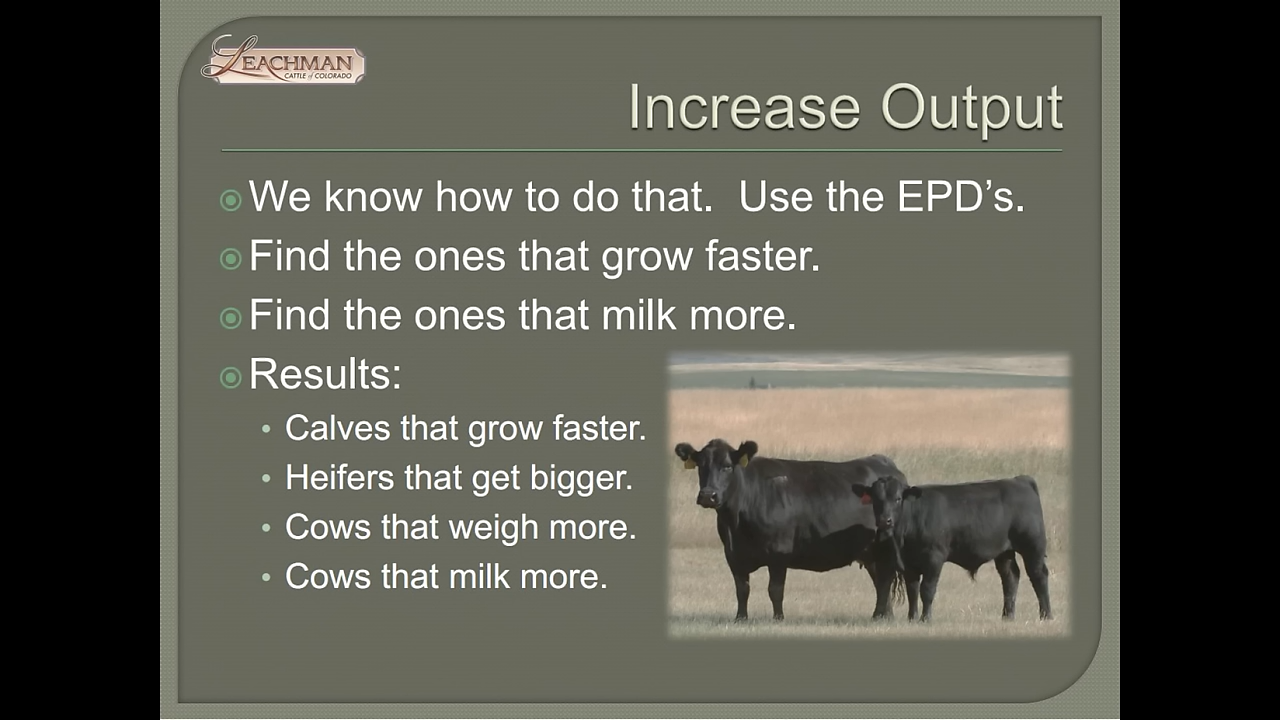 LEACHMAN
CATTLE of COLORADO
Increase Output
We know how to do that.  Use the EPD’s.
Find the ones that grow faster.
Find the ones that milk more.
Results:
Calves that grow faster.
Heifers that get bigger.
Cows that weigh more.
Cows that milk more.